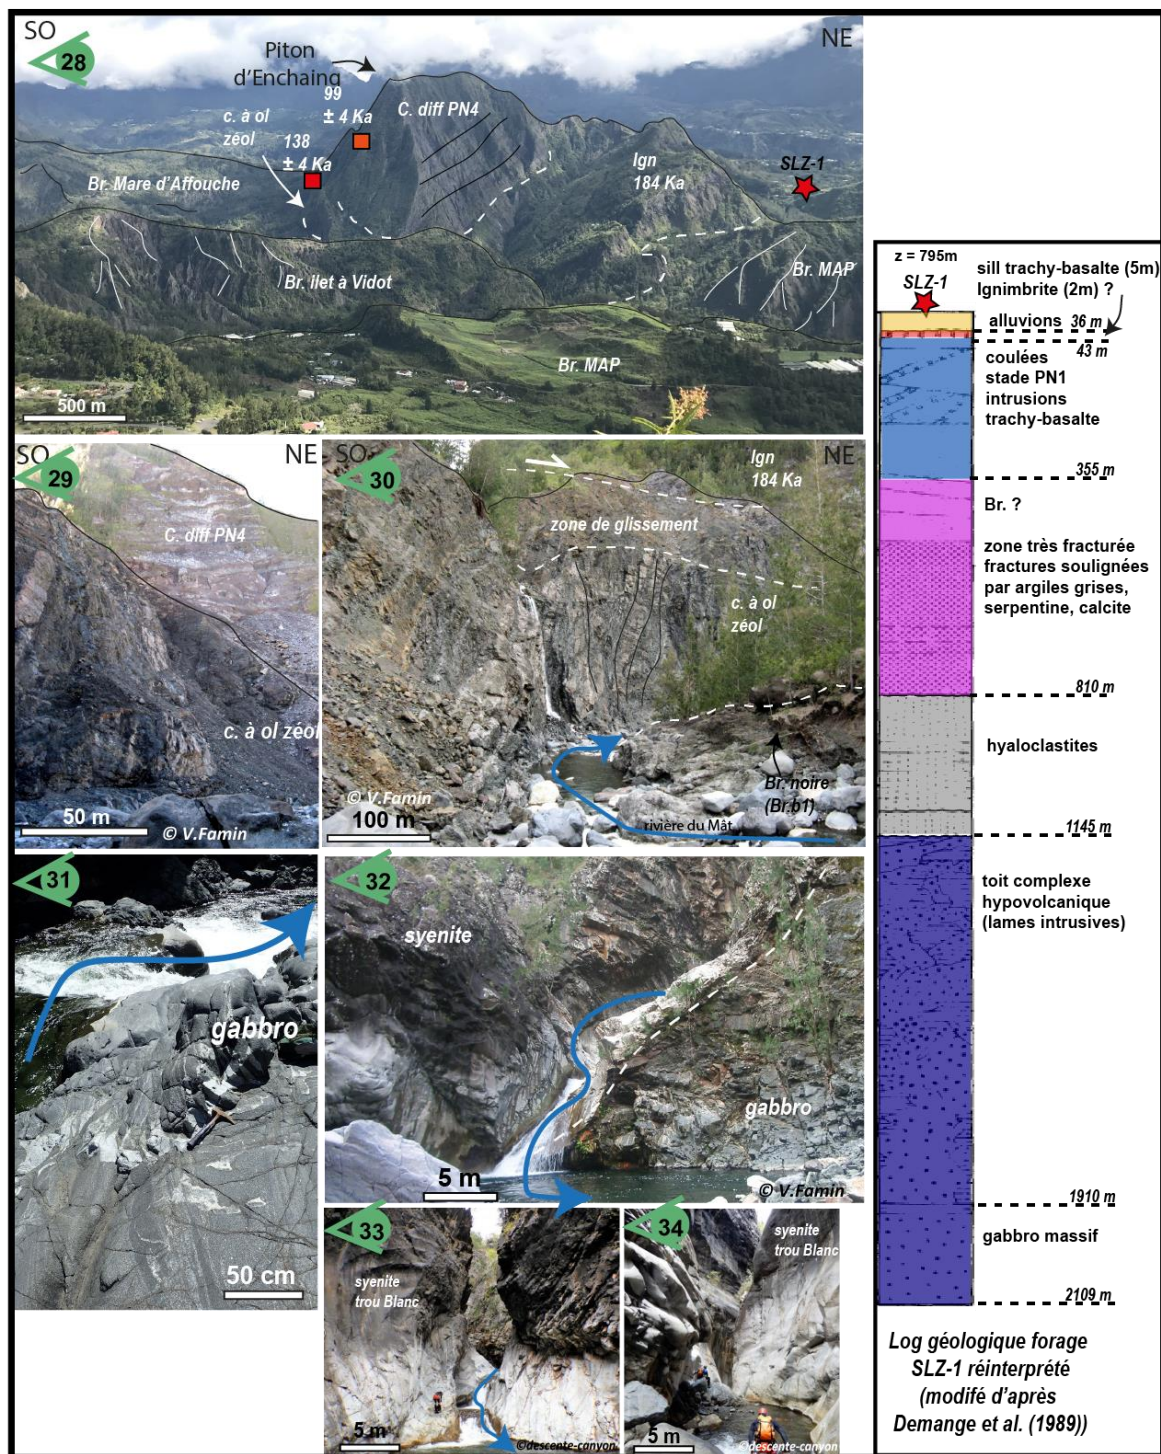 SO
NE
28
Piton
d'Enchaing
99
± 4 Ka
C. diff PN4
c. à ol
zéol
138
± 4 Ka
Ign
184 Ka
SLZ-1
Br. Mare d'Affouche
Br. Ilet à Vidot
Br. MAP
Br. MAP
500 m
SO
NE
29
C. diff PN4
c. à ol zéol
50 m
© V.Famin
SO
NE
30
Ign
184 Ka
zone de glissement
c. à ol
zéol
Br. noire
(Br.b1)
© V.Famin
100 m
rivière du Mât
31
gabbro
50 cm
32
syenite
gabbro
5 m
© V.Famin
33
syenite
trou Blanc
5 m
©descente-canyon
34
syenite
trou Blanc
5 m
©descente-canyon
z = 795m
SLZ-1
sill trachy-basalte (5m)
Ignimbrite (2m) ?
alluvions
36 m
43 m
coulées
stade PN1
intrusions
trachy-basalte
355 m
Br. ?
zone très fracturée
fractures soulignées
par argiles grises,
serpentine, calcite
810 m
hyaloclastites
1145 m
toit complexe
hypovolcanique
(lames intrusives)
1910 m
gabbro massif
2109 m
Log géologique forage
SLZ-1 réinterprété
(modifé d'après
Demange et al. (1989))